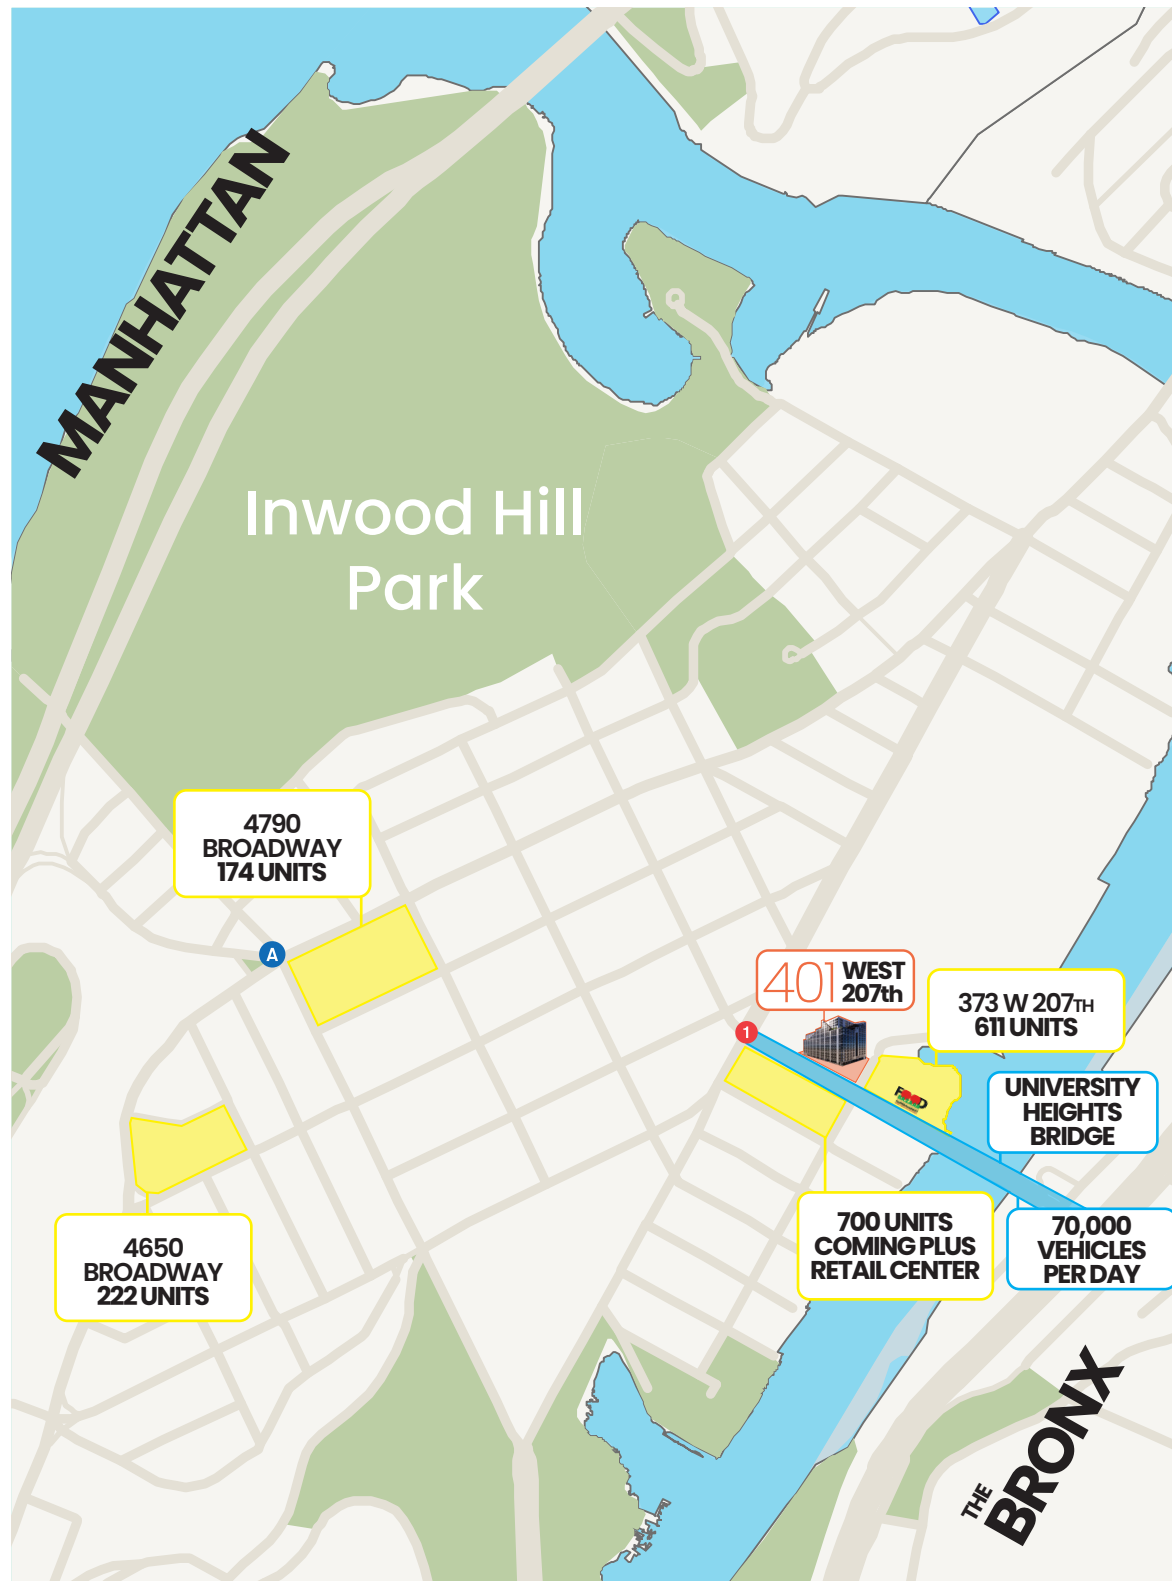 MANHATTAN
Inwood Hill
Park
4790
BROADWAY
174 UNITS
A
401 WEST
207th
373 W 207TH
611 UNITS
1
FOOD
UNIVERSITY
HEIGHTS
BRIDGE
4650
BROADWAY
222 UNITS
700 UNITS
COMING PLUS
RETAIL CENTER
70,000
VEHICLES
PER DAY
THE
BRONX